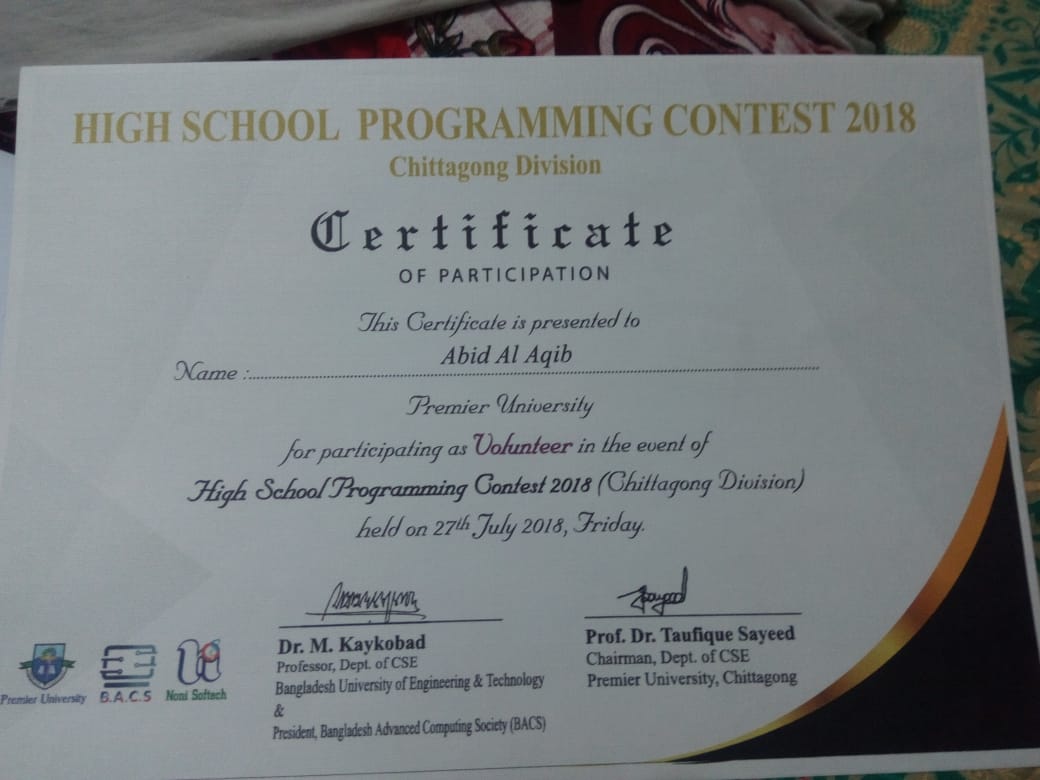 HIGH SCHOOL PROGRAMMING CONTEST 2018
Chittagong Division
Certificate
OF PARTICIPATION
This Certificate is presented to
Abid Al Aqib
Name :
Premier University
for participating as Volunteer in the event of
High School Programming Contest 2018 (Chittagong Division)
held on 27th July 2018, Friday.
Dr. M. Kaykobad
Professor, Dept. of CSE
Bangladesh University of Engineering & Technology
&
President, Bangladesh Advanced Computing Society (BACS)
Prof. Dr. Taufique Sayeed
Chairman, Dept. of CSE
Premier University, Chittagong
Premier University
B.A.C.S
Noni Softech